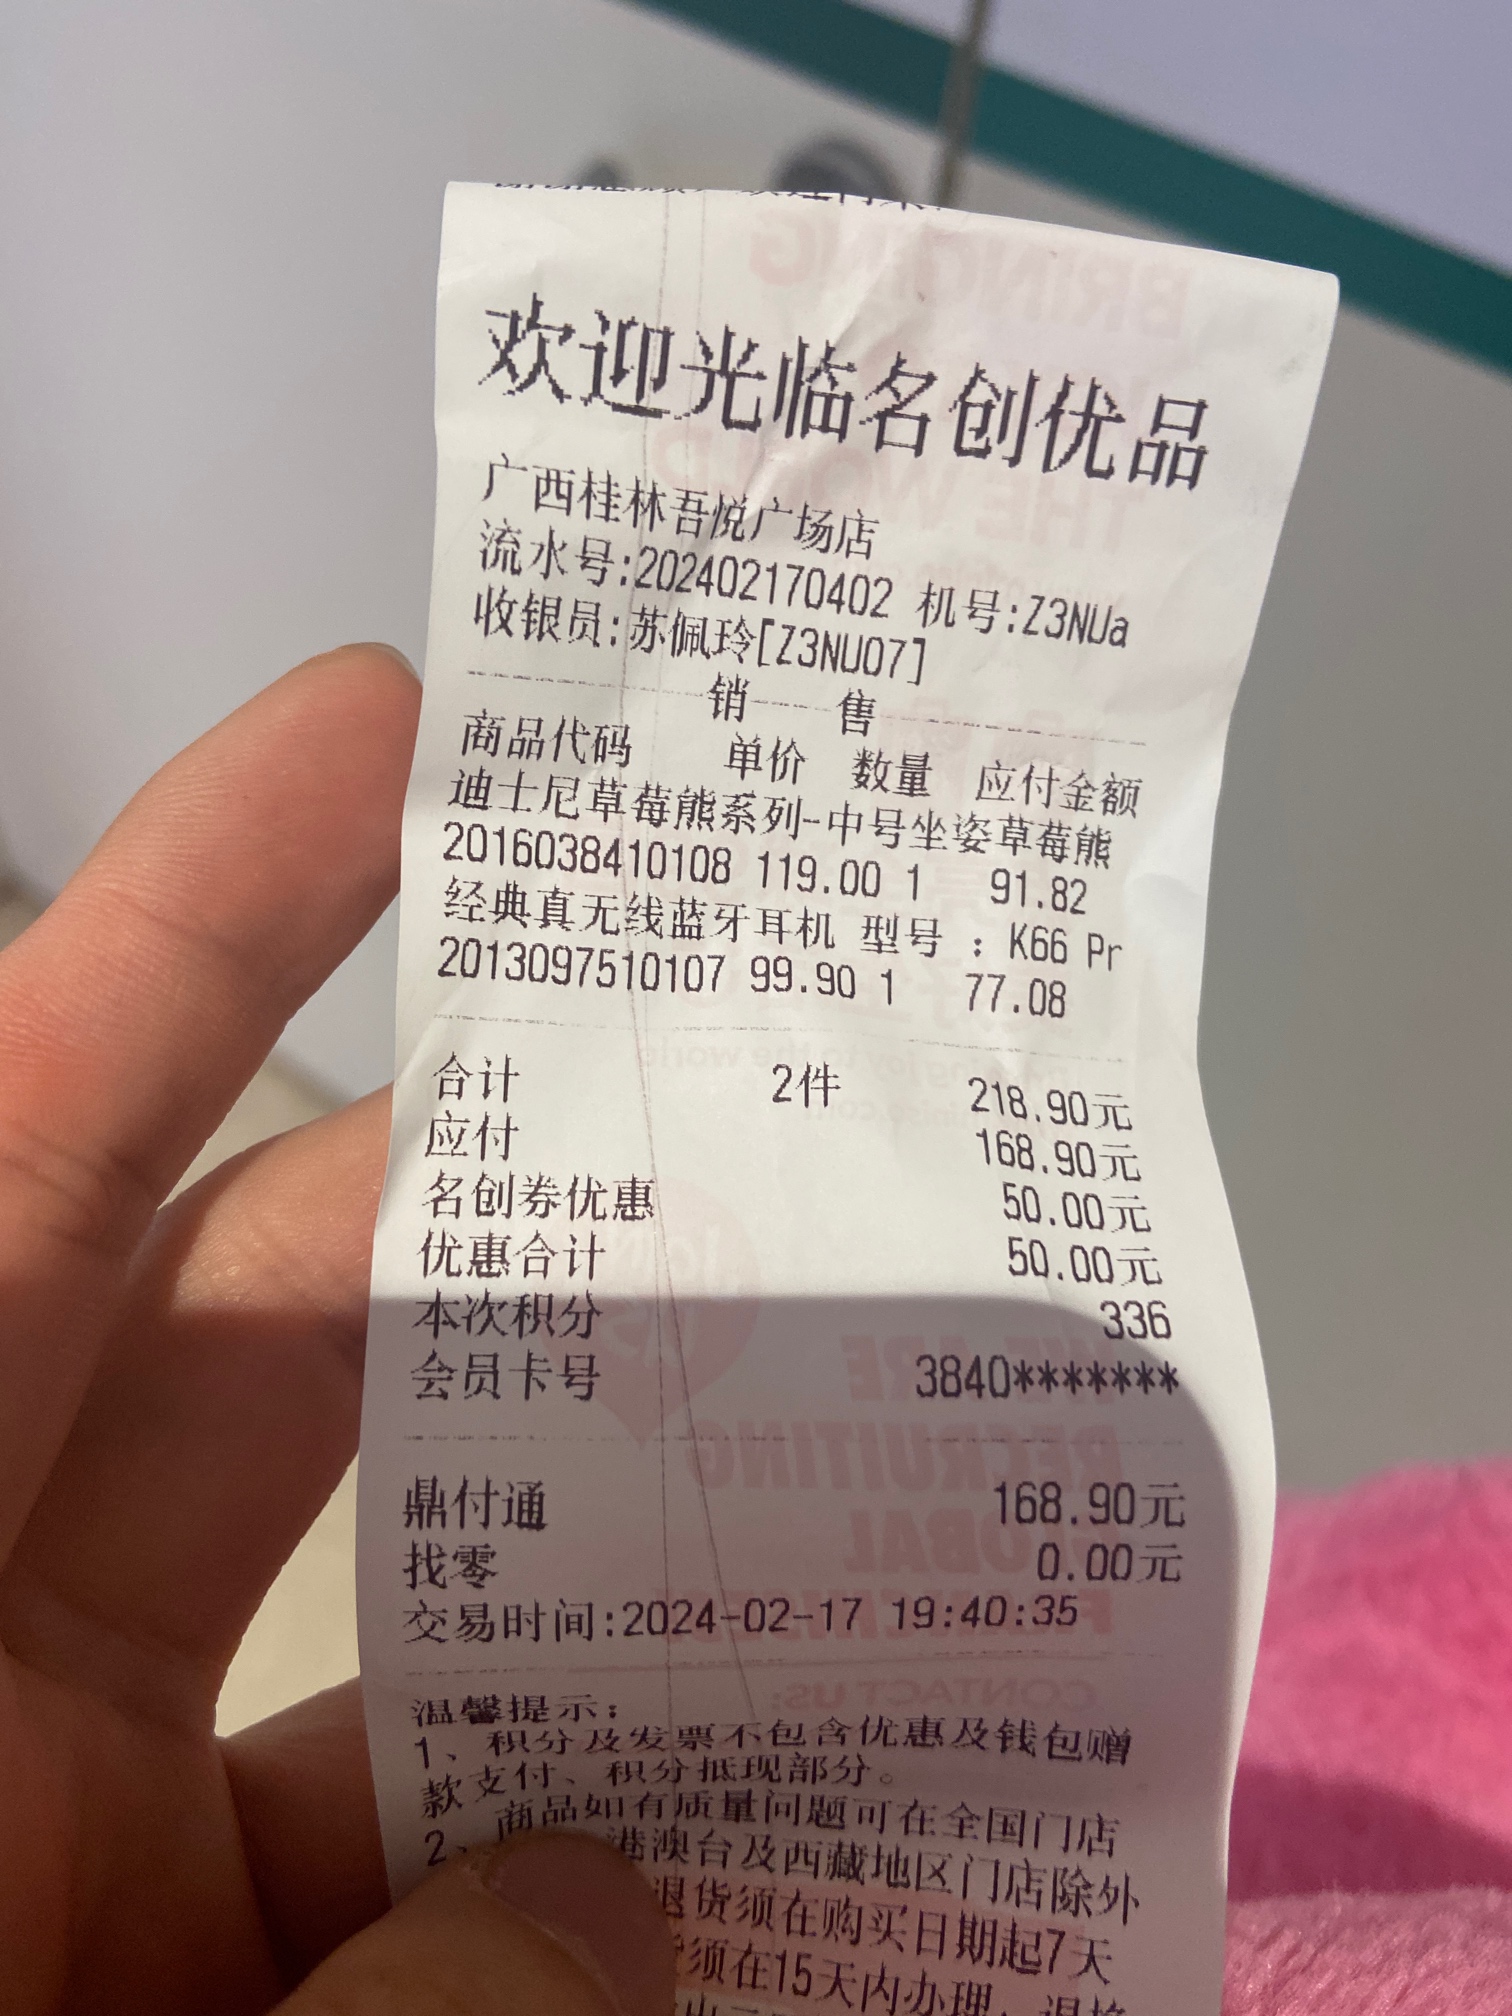 欢迎光临名创优品
广西桂林吾悦广场店
流水号:202402170402 机号:Z3NUa
收银员:苏佩玲[Z3NU07]
销 售
商品代码 单价 数量 应付金额
迪士尼草莓熊系列-中号坐姿草莓熊
2016038410108 119.00 1 91.82
经典真无线蓝牙耳机 型号 : K66 Pr
2013097510107 99.90 1 77.08
合计 2件 218.90元
应付 168.90元
名创券优惠 50.00元
优惠合计 50.00元
本次积分 336
会员卡号 3840*******
鼎付通 168.90元
找零 0.00元
交易时间:2024-02-17 19:40:35
温馨提示:
1、积分及发票不包含优惠及钱包赠
款支付、积分抵现部分。
2、商品如有质量问题可在全国门店
港澳台及西藏地区门店除外
退货须在购买日期起7天
须在15天内办理
BRINGING
THE WORLD
JOIN US
WE ARE
RECRUITING
GLOBAL
CONTACT US: